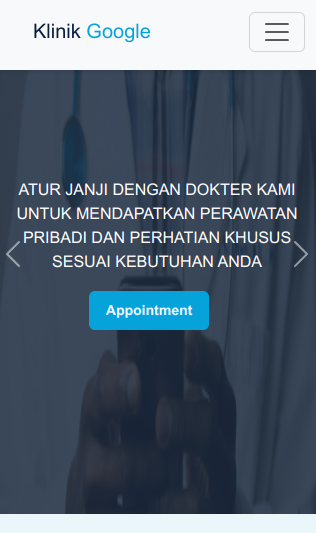 Klinik Google
ATUR JANJI DENGAN DOKTER KAMI
UNTUK MENDAPATKAN PERAWATAN
PRIBADI DAN PERHATIAN KHUSUS
SESUAI KEBUTUHAN ANDA
Appointment